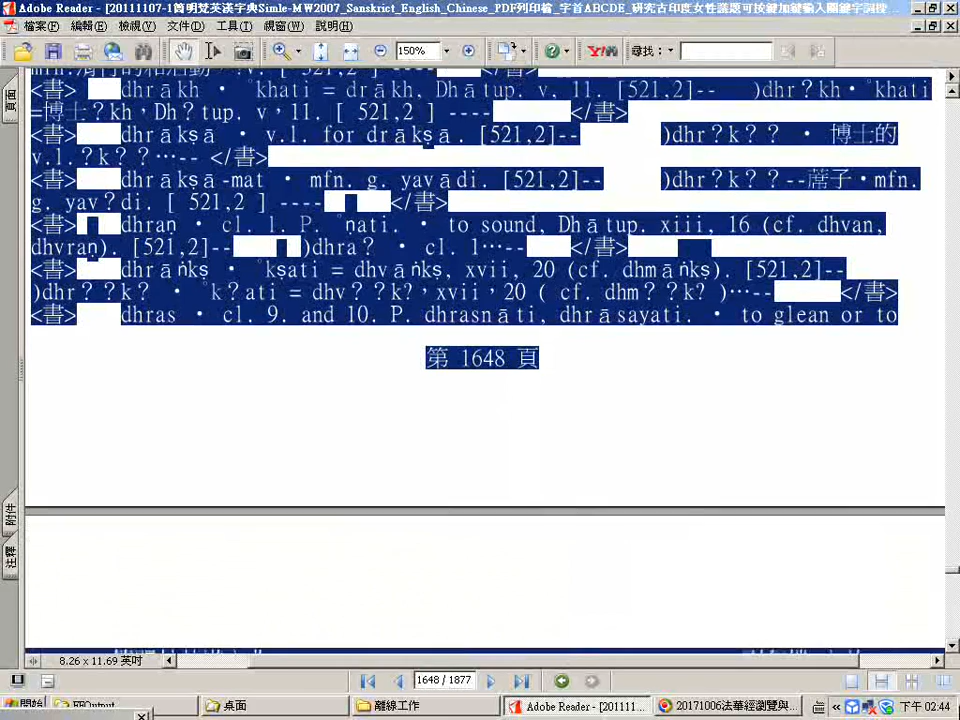 Adobe Reader - [20111107-1簡明梵英漢字典Simle-MW2007_Sanskrict_English_Chinese_PDF列印檔_字首ABCDE_研究古印度女性議題可按鍵加鍵輸入關鍵字詞搜
檔案(F) 編輯(E) 檢視(V) 文件(D) 工具(T) 視窗(W) 說明(H)
150% 尋找：
頁面
<書> dhrākh · ˚khati = drākh, Dhātup. v, 11. [521,2]-- )dhr？kh·˚khati
=博士？kh，Dh？tup. v，11. [ 521,2 ] ---- </書>
<書> dhrākṣā · v.l. for drākṣa. [521,2]-- )dhr？k？？ · 博士的
v.l.？k？？…-- </書>
<書> dhrākṣā-mat · mfn. g. yavādi. [521,2]-- )dhr？k？？--蓆子·mfn.
g. yav？di. [ 521,2 ] ---- </書>
<書> dhraṇ · cl. 1. P. ˚ṇati. · to sound, Dhātup. xiii, 16 (cf. dhvan,
dhvraṇ). [521,2]-- )dhra？ · cl. 1…-- </書>
<書> dhrāṅkṣ · ˚kṣati = dhvāṅkṣ, xvii, 20 (cf. dhmāṅkṣ). [521,2]--
)dhr？？k？ · ˚k？ati = dhv？？k?，xvii，20 ( cf. dhm？？k? )…-- </書>
<書> dhras · cl. 9. and 10. P. dhrasnāti, dhrāsayati. · to glean or to
第 1648 頁
附件
注釋
8.26 x 11.69 英吋
1648 / 1877
開始 FFOutput 桌面 離線工作 Adobe Reader - [201111... 20171006法華經瀏覽與... 下午 02:44